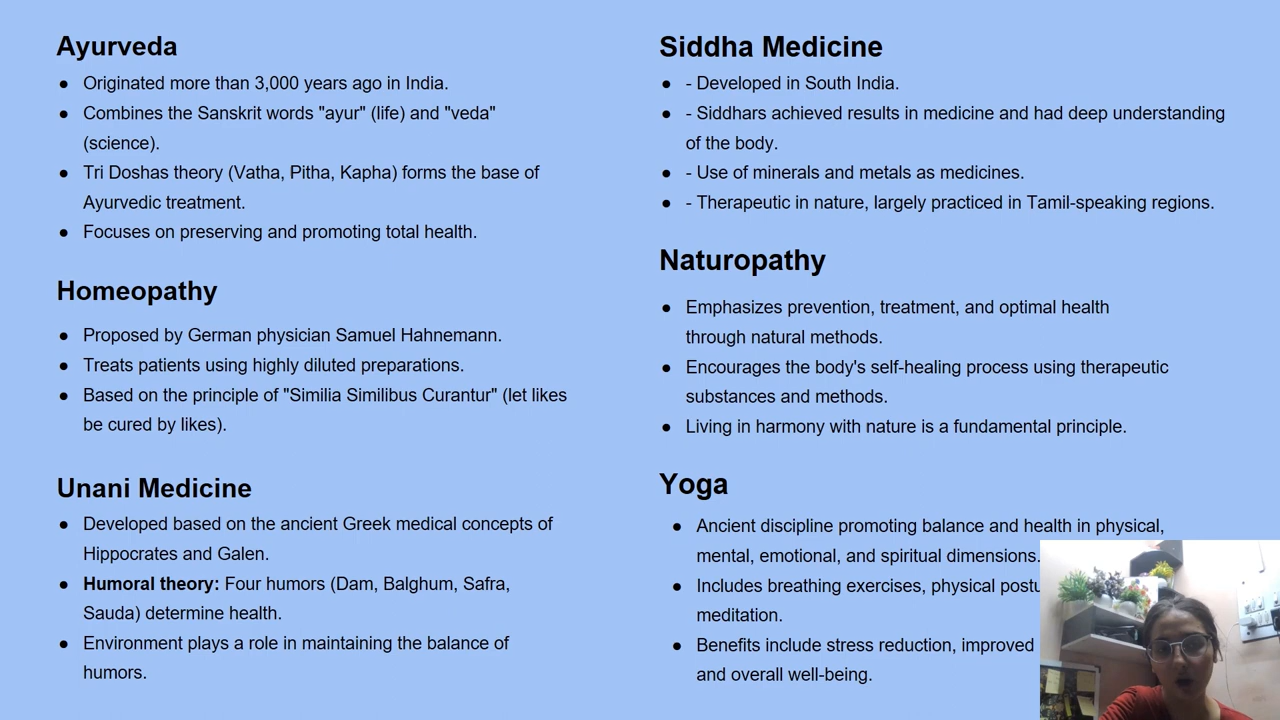 Ayurveda
● Originated more than 3,000 years ago in India.
● Combines the Sanskrit words "ayur" (life) and "veda"
(science).
● Tri Doshas theory (Vatha, Pitha, Kapha) forms the base of
Ayurvedic treatment.
● Focuses on preserving and promoting total health.
Homeopathy
● Proposed by German physician Samuel Hahnemann.
● Treats patients using highly diluted preparations.
● Based on the principle of "Similia Similibus Curantur" (let likes
be cured by likes).
Unani Medicine
● Developed based on the ancient Greek medical concepts of
Hippocrates and Galen.
● Humoral theory: Four humors (Dam, Balghum, Safra,
Sauda) determine health.
● Environment plays a role in maintaining the balance of
humors.
Siddha Medicine
● - Developed in South India.
● - Siddhars achieved results in medicine and had deep understanding
of the body.
● - Use of minerals and metals as medicines.
● - Therapeutic in nature, largely practiced in Tamil-speaking regions.
Naturopathy
● Emphasizes prevention, treatment, and optimal health
through natural methods.
● Encourages the body's self-healing process using therapeutic
substances and methods.
● Living in harmony with nature is a fundamental principle.
Yoga
● Ancient discipline promoting balance and health in physical,
mental, emotional, and spiritual dimensions.
● Includes breathing exercises, physical
meditation.
● Benefits include stress reduction, improved
and overall well-being.